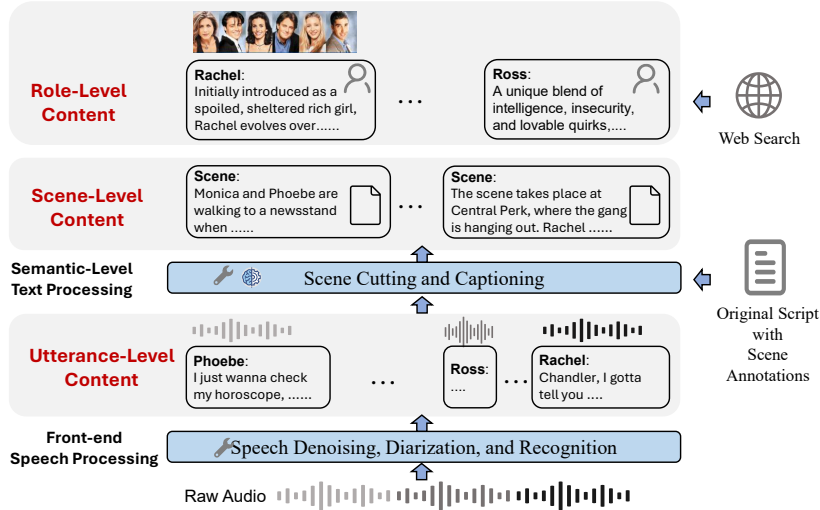 Role-Level
Content
Rachel:
Initially introduced as a
spoiled, sheltered rich girl,
Rachel evolves over......
...
Ross:
A unique blend of
intelligence, insecurity,
and lovable quirks,....
Web Search
Scene-Level
Content
Scene:
Monica and Phoebe are
walking to a newsstand
when ......
...
Scene:
The scene takes place at
Central Perk, where the gang
is hanging out. Rachel ......
Semantic-Level
Text Processing
Scene Cutting and Captioning
Original Script
with
Scene
Annotations
Utterance-Level
Content
Phoebe:
I just wanna check
my horoscope, ......
...
Ross:
....
...
Rachel:
Chandler, I gotta
tell you ....
Front-end
Speech Processing
Speech Denoising, Diarization, and Recognition
Raw Audio